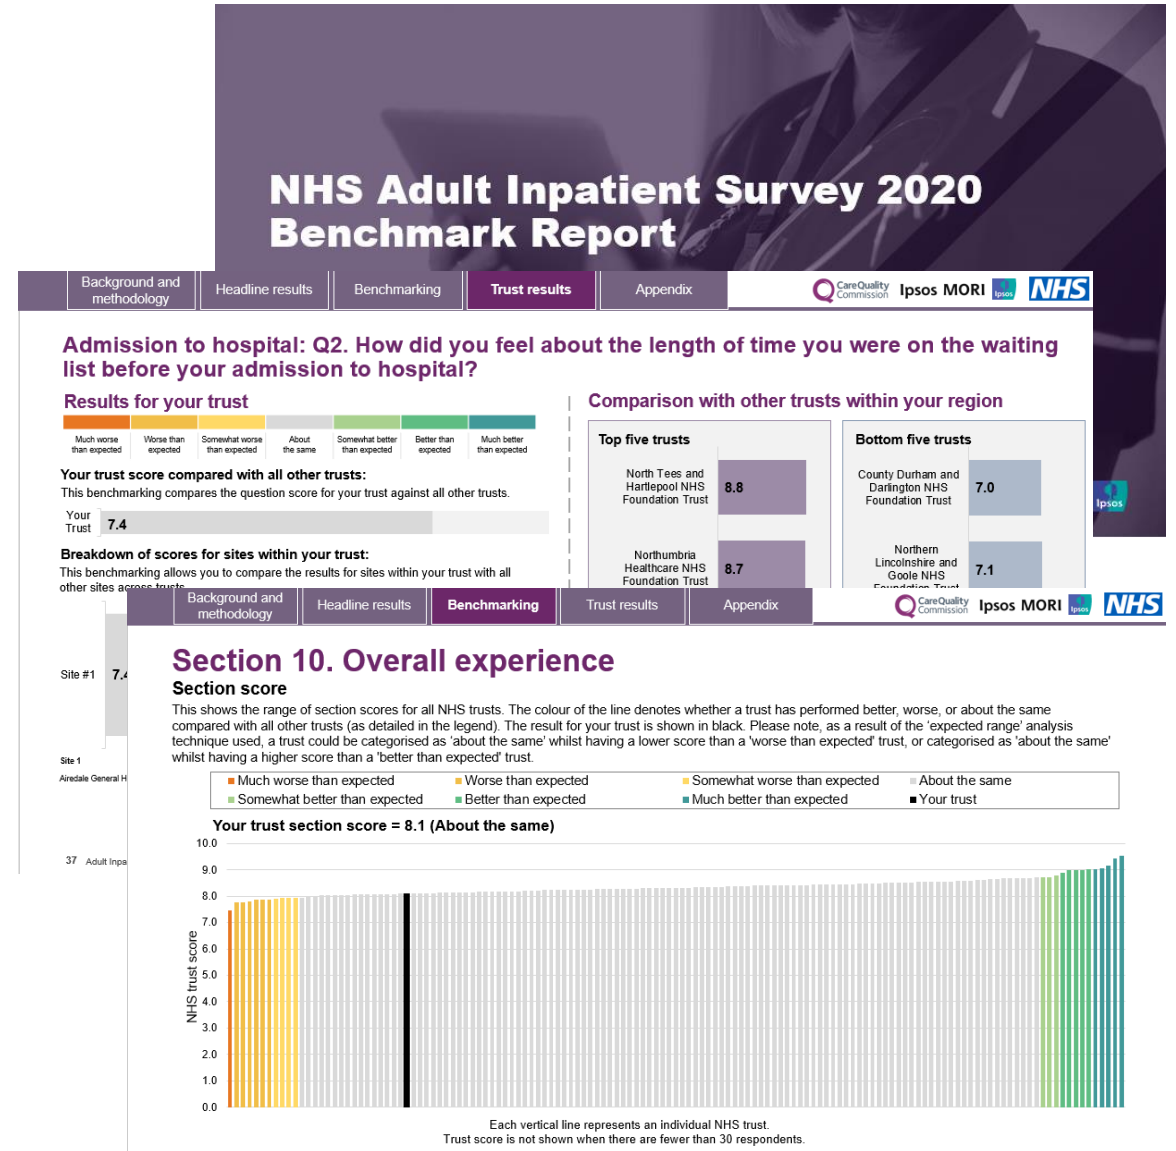 NHS Adult Inpatient Survey 2020
Benchmark Report
Background and
methodology
Headline results
Benchmarking
Trust results
Appendix
CareQuality
Commission
Ipsos MORI
Ipsos
NHS
Admission to hospital: Q2. How did you feel about the length of time you were on the waiting
list before your admission to hospital?
Results for your trust
Much worse
than expected
Worse than
expected
Somewhat worse
than expected
About
the same
Somewhat better
than expected
Better than
expected
Much better
than expected
Your trust score compared with all other trusts:
This benchmarking compares the question score for your trust against all other trusts.
Your
Trust
7.4
Breakdown of scores for sites within your trust:
This benchmarking allows you to compare the results for sites within your trust with all
other sites across trusts.
Site #1
7.4
Site 1
Airedale General H
37 Adult Inpa
Comparison with other trusts within your region
Top five trusts
North Tees and
Hartlepool NHS
Foundation Trust
8.8
Northumbria
Healthcare NHS
Foundation Trust
8.7
Bottom five trusts
County Durham and
Darlington NHS
Foundation Trust
7.0
Northern
Lincolnshire and
Goole NHS
Foundation Trust
7.1
Ipsos
Background and
methodology
Headline results
Benchmarking
Trust results
Appendix
CareQuality
Commission
Ipsos MORI
Ipsos
NHS
Section 10. Overall experience
Section score
This shows the range of section scores for all NHS trusts. The colour of the line denotes whether a trust has performed better, worse, or about the same
compared with all other trusts (as detailed in the legend). The result for your trust is shown in black. Please note, as a result of the ‘expected range’ analysis
technique used, a trust could be categorised as ‘about the same’ whilst having a lower score than a 'worse than expected' trust, or categorised as 'about the same'
whilst having a higher score than a 'better than expected' trust.
Much worse than expected
Worse than expected
Somewhat worse than expected
About the same
Somewhat better than expected
Better than expected
Much better than expected
Your trust
Your trust section score = 8.1 (About the same)
NHS trust score
10.0
9.0
8.0
7.0
6.0
5.0
4.0
3.0
2.0
1.0
0.0
Each vertical line represents an individual NHS trust.
Trust score is not shown when there are fewer than 30 respondents.